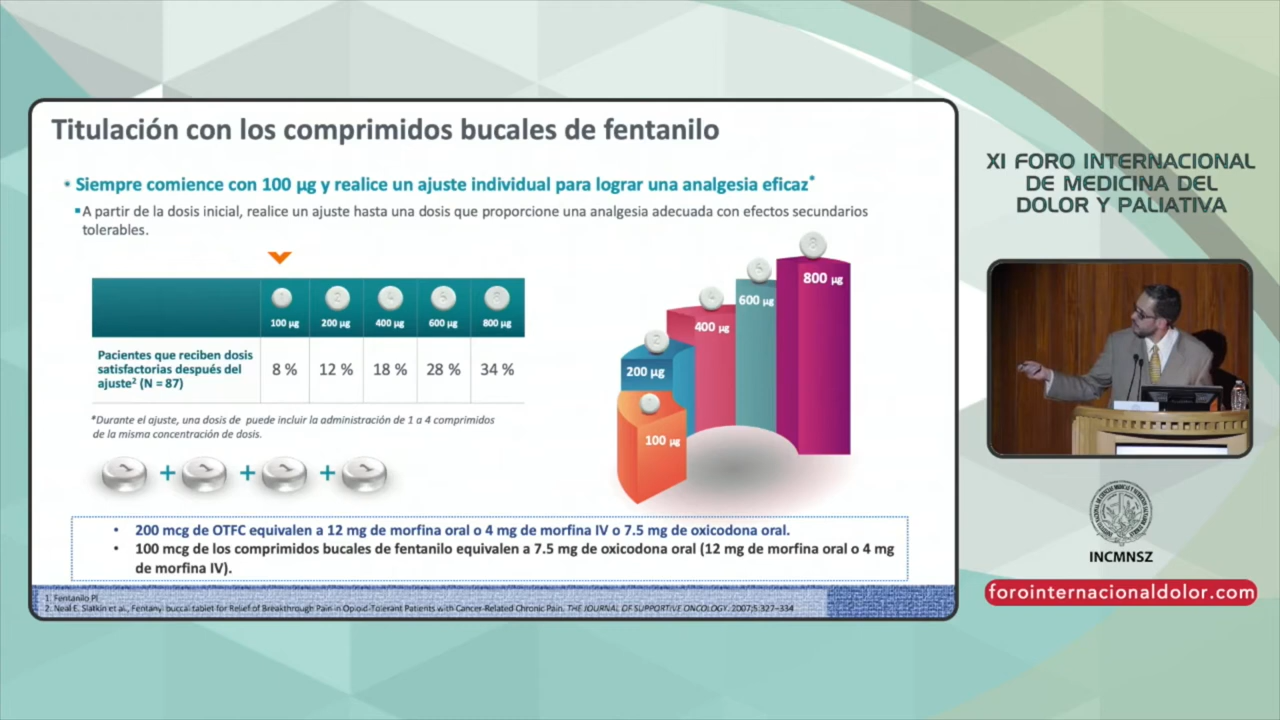 Titulación con los comprimidos bucales de fentanilo
• Siempre comience con 100 µg y realice un ajuste individual para lograr una analgesia eficaz*
▪A partir de la dosis inicial, realice un ajuste hasta una dosis que proporcione una analgesia adecuada con efectos secundarios
tolerables.
100 µg 200 µg 400 µg 600 µg 800 µg
Pacientes que reciben dosis
satisfactorias después del
ajuste² (N = 87)
8 % 12 % 18 % 28 % 34 %
*Durante el ajuste, una dosis de puede incluir la administración de 1 a 4 comprimidos
de la misma concentración de dosis.
+ + +
100 µg
200 µg
400 µg
600 µg
800 µg
• 200 mcg de OTFC equivalen a 12 mg de morfina oral o 4 mg de morfina IV o 7.5 mg de oxicodona oral.
• 100 mcg de los comprimidos bucales de fentanilo equivalen a 7.5 mg de oxicodona oral (12 mg de morfina oral o 4 mg
de morfina IV).
1. Fentanilo PI.
2. Neal E. Slatkin et al., Fentanyl buccal tablet for Relief of Breakthrough Pain in Opioid-Tolerant Patients with Cancer-Related Chronic Pain. THE JOURNAL OF SUPPORTIVE ONCOLOGY. 2007;5:327–334
XI FORO INTERNACIONAL
DE MEDICINA DEL
DOLOR Y PALIATIVA
INCMNSZ
forointernacionaldolor.com